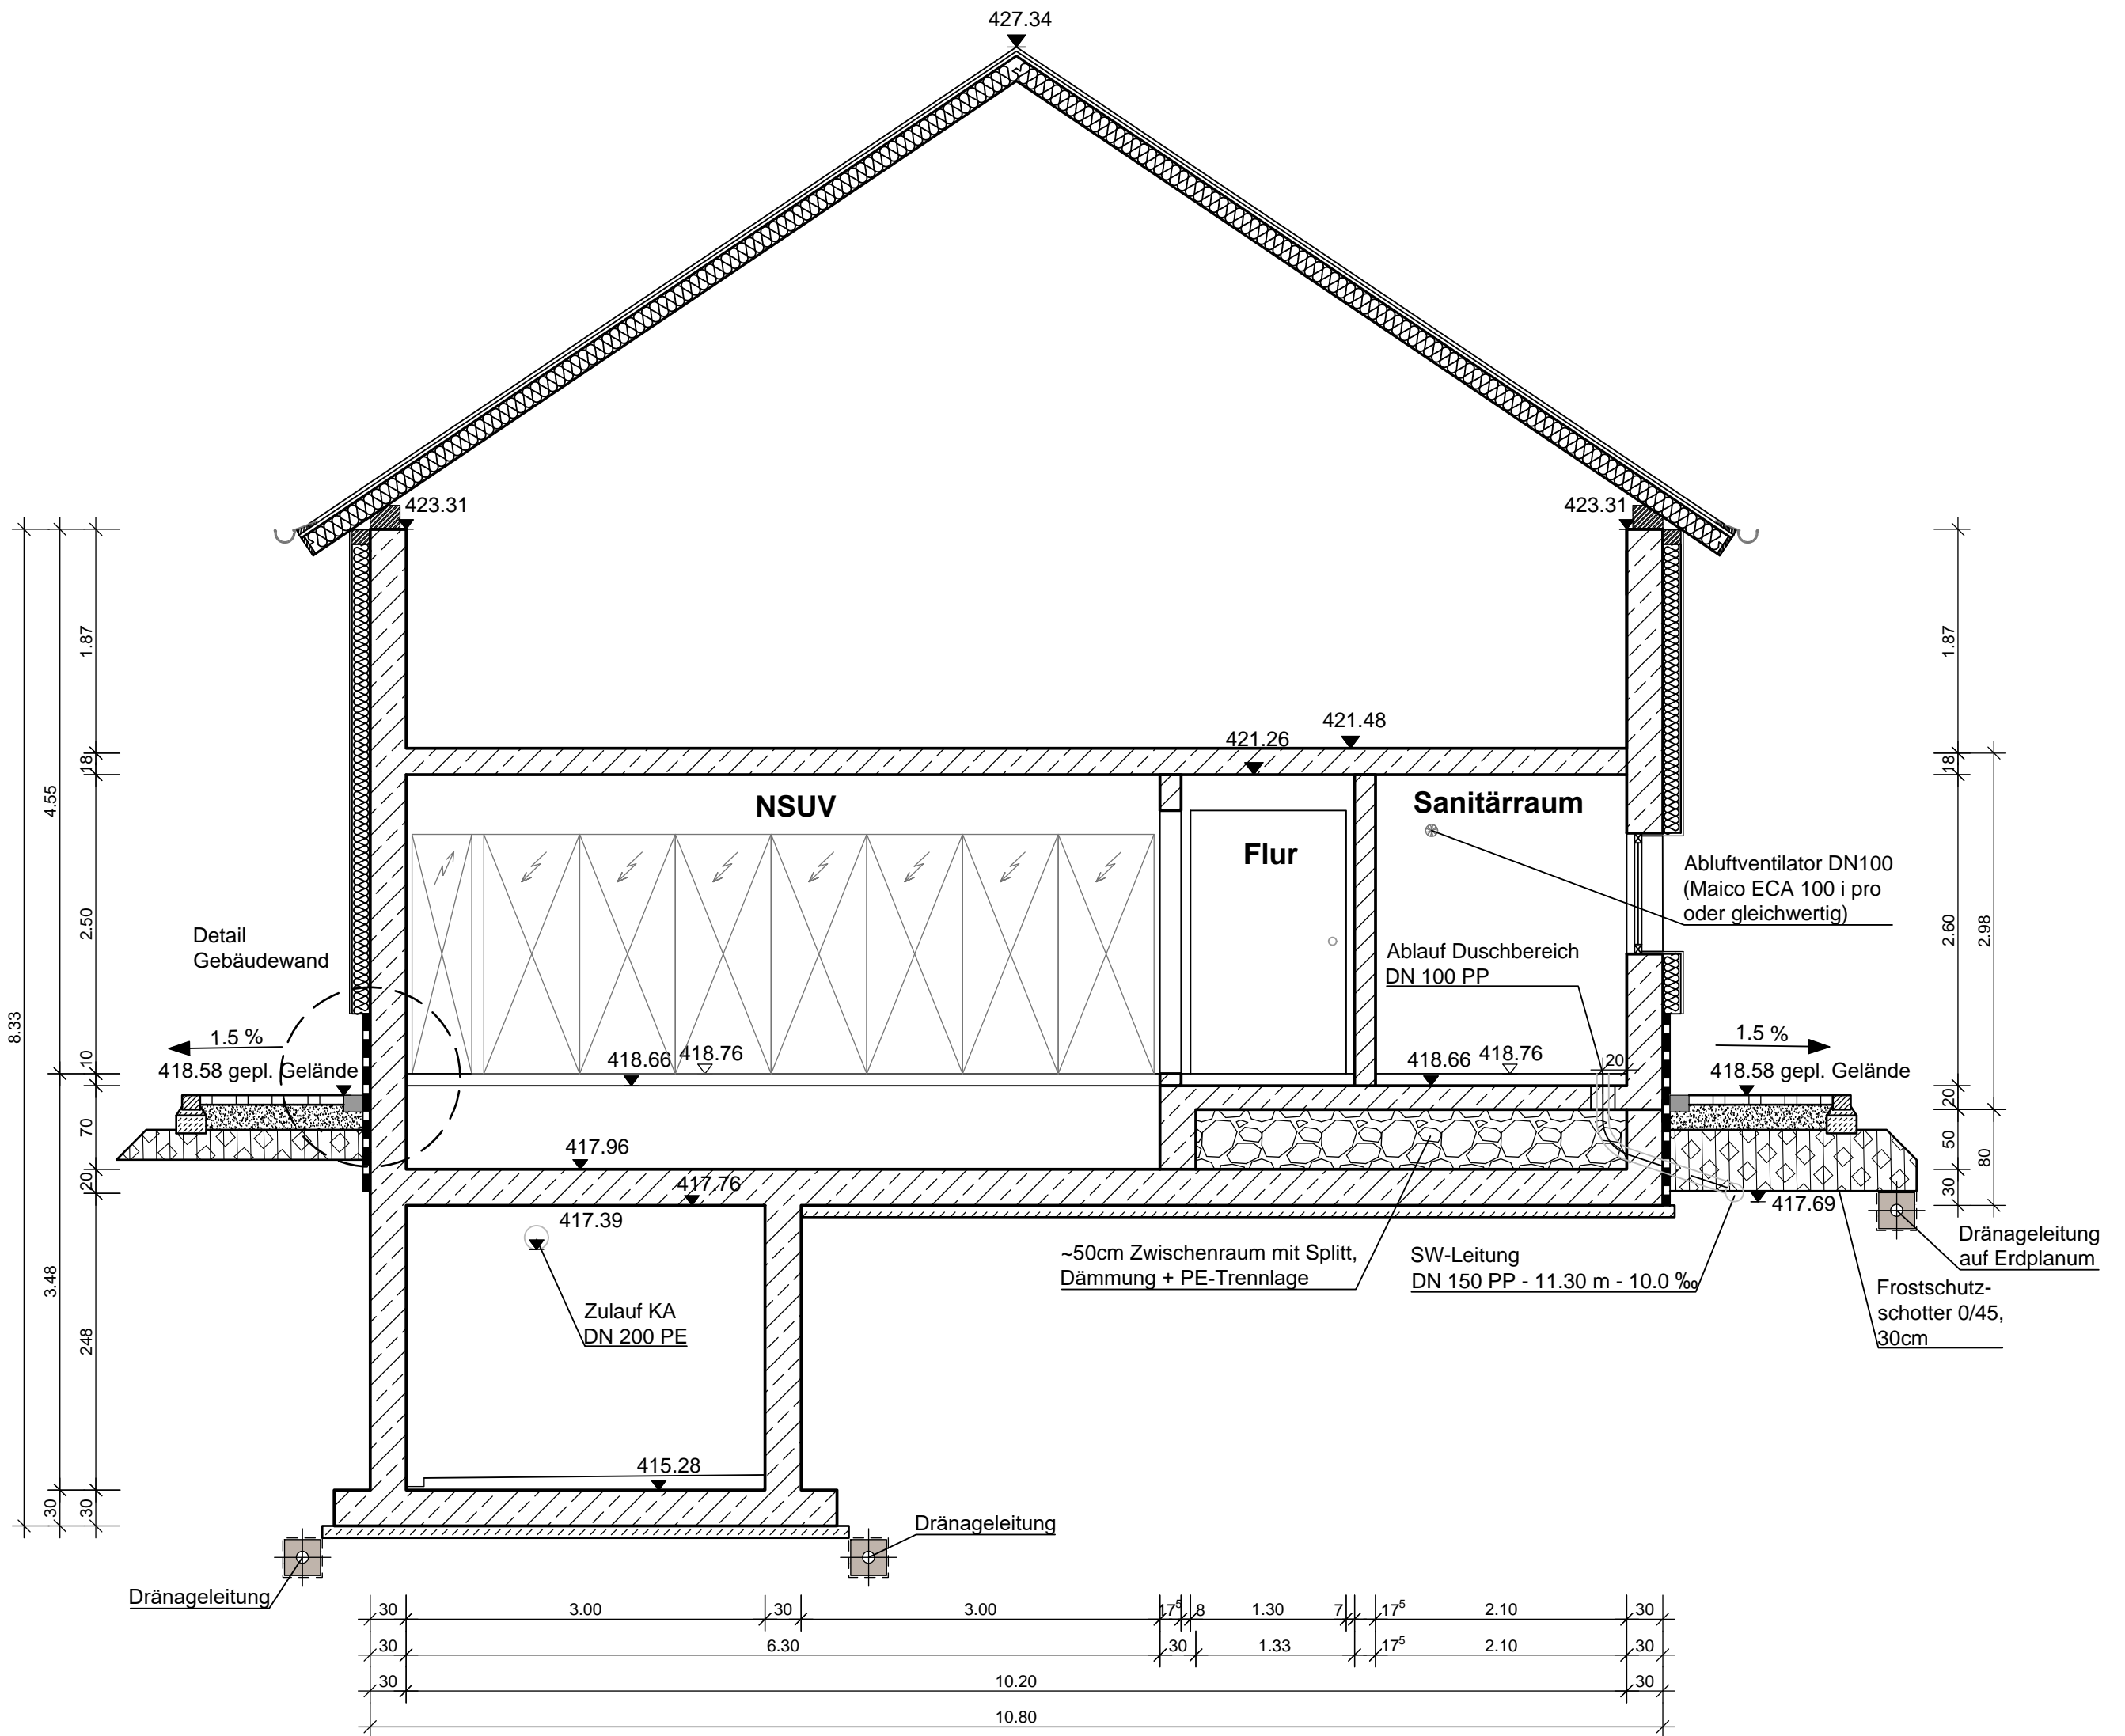 427.34
423.31
423.31
421.48
421.26
NSUV
Sanitärraum
Flur
Abluftventilator DN100
(Maico ECA 100 i pro
oder gleichwertig)
Detail
Gebäudewand
Ablauf Duschbereich
DN 100 PP
1.5 %
418.58 gepl. Gelände
418.66
418.76
418.66
418.76
20
1.5 %
418.58 gepl. Gelände
417.96
417.76
417.39
417.69
Zulauf KA
DN 200 PE
~50cm Zwischenraum mit Splitt,
Dämmung + PE-Trennlage
SW-Leitung
DN 150 PP - 11.30 m - 10.0 ‰
Dränageleitung
auf Erdplanum
Frostschutz-
schotter 0/45,
30cm
415.28
Dränageleitung
Dränageleitung
8.33
4.55
3.48
30
1.87
18
2.50
10
70
20
248
30
1.87
18
2.60
20
50
30
2.98
80
30 3.00 30 3.00 17⁵ 8 1.30 7 17⁵ 2.10 30
30 6.30 30 1.33 17⁵ 2.10 30
30 10.20 30
10.80